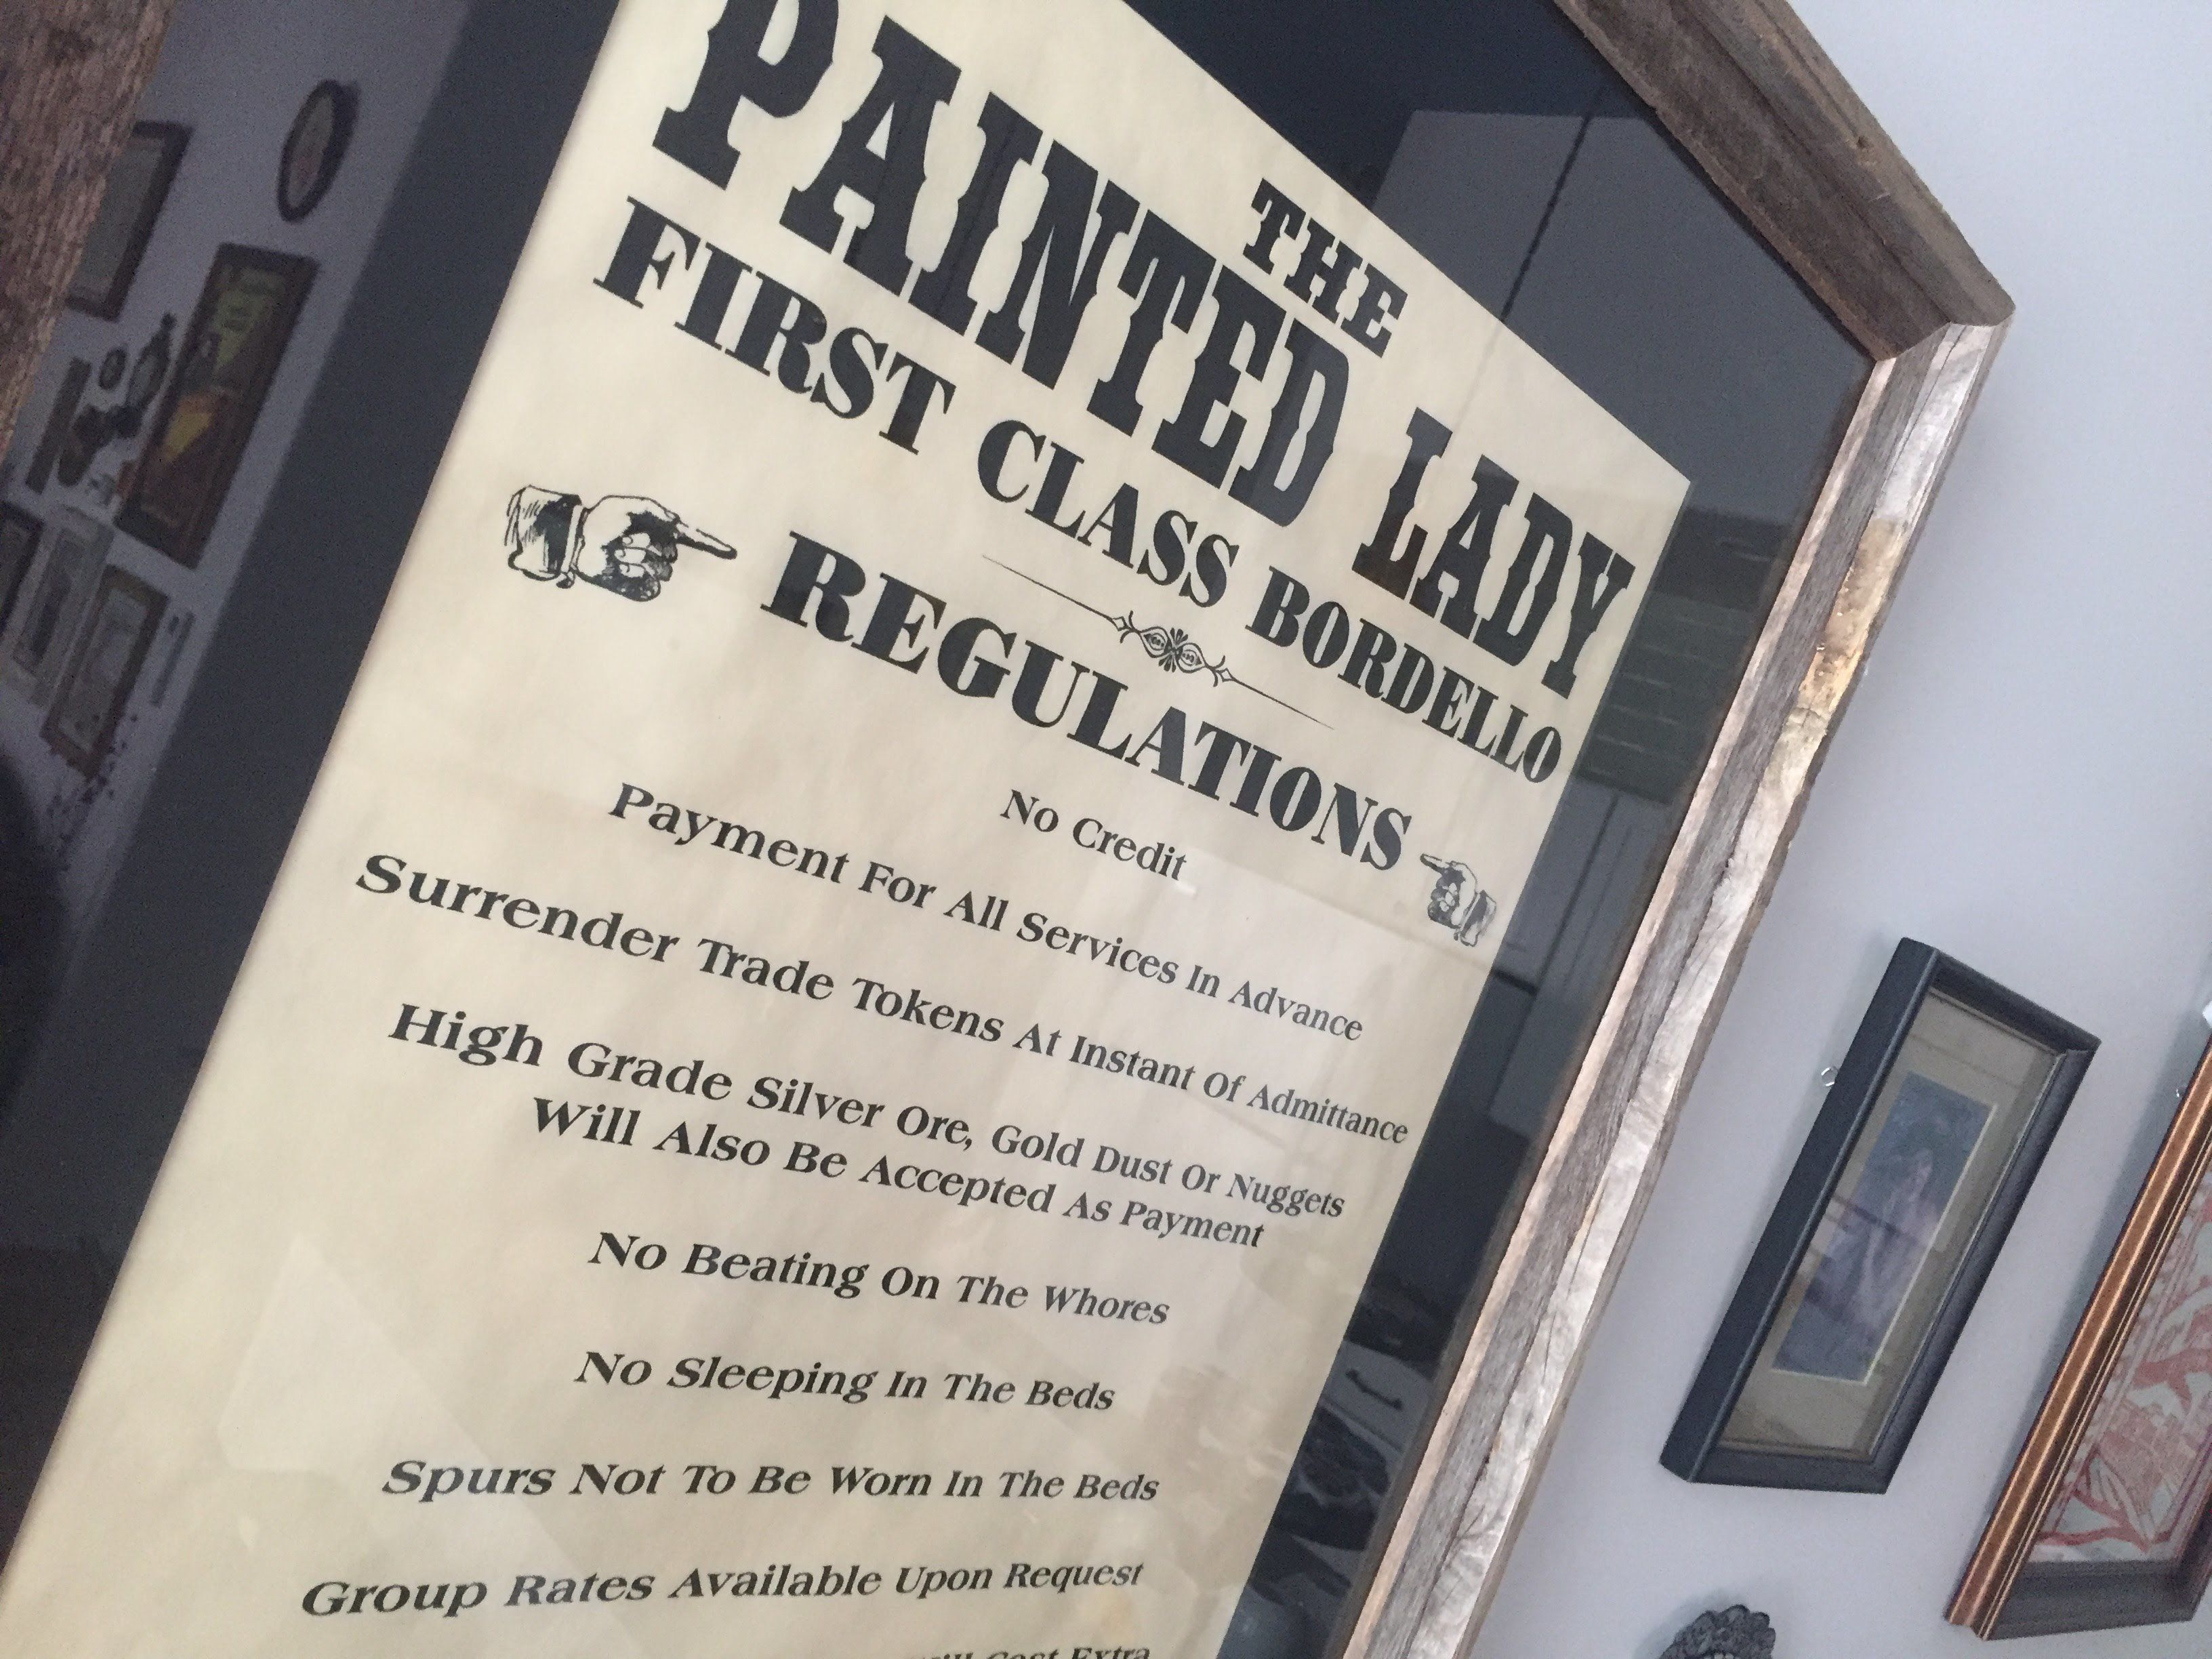 THE
PAINTED LADY
FIRST CLASS BORDELLO
REGULATIONS
No Credit
Payment For All Services In Advance
Surrender Trade Tokens At Instant Of Admittance
High Grade Silver Ore, Gold Dust Or Nuggets
Will Also Be Accepted As Payment
No Beating On The Whores
No Sleeping In The Beds
Spurs Not To Be Worn In The Beds
Group Rates Available Upon Request
Cost Extra